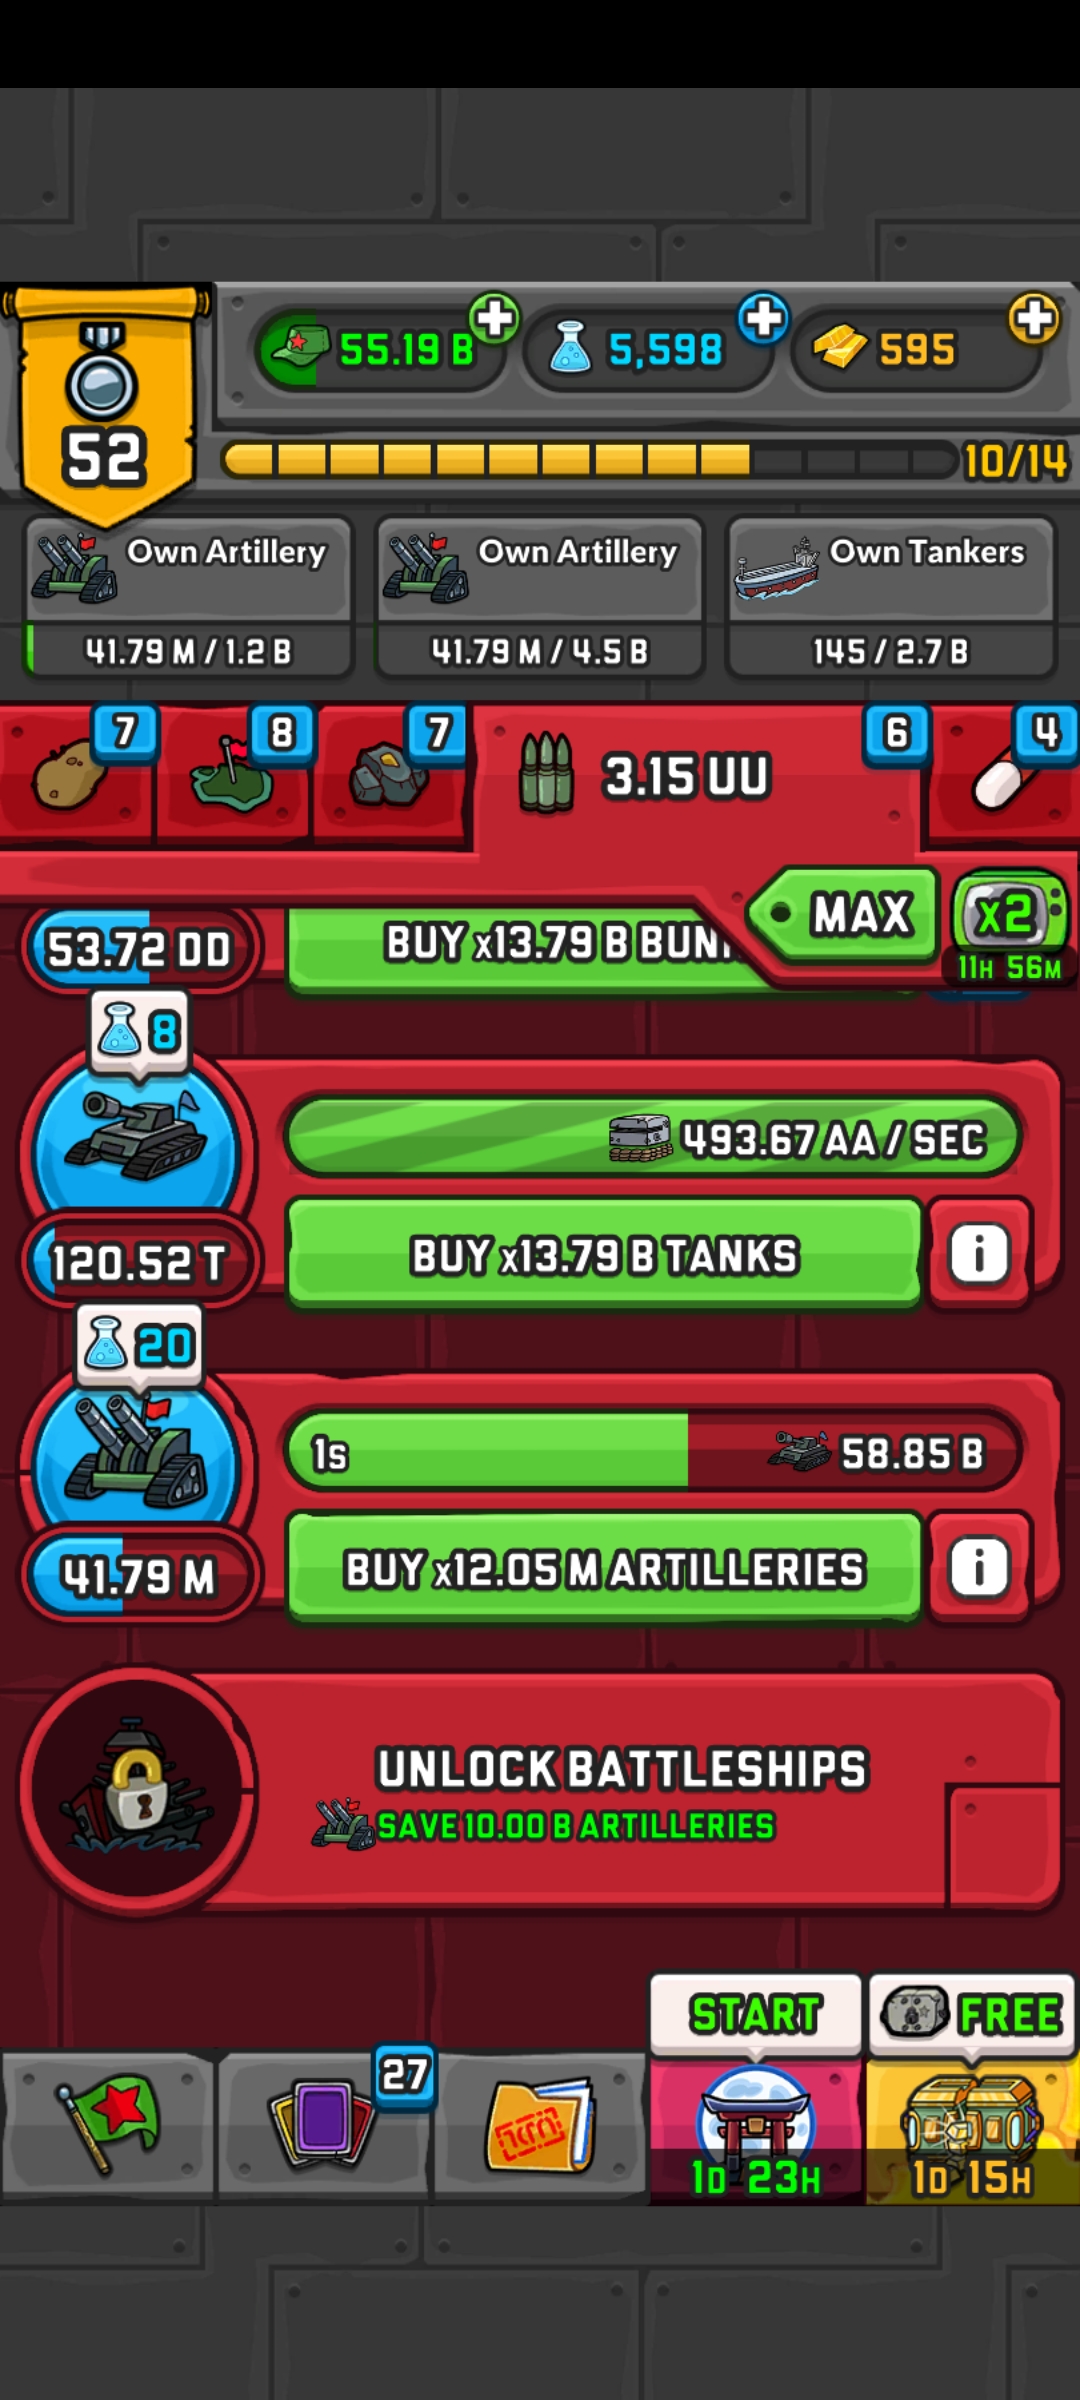 55.19 B
5,598
595
52
10/14
Own Artillery
41.79 M / 1.2 B
Own Artillery
41.79 M / 4.5 B
Own Tankers
145 / 2.7 B
7
8
7
3.15 UU
6
4
MAX
x2
11H 56M
53.72 DD
BUY x13.79 B
8
493.67 AA / SEC
120.52 T
BUY x13.79 B TANKS
i
20
1s
58.85 B
41.79 M
BUY x12.05 M ARTILLERIES
i
UNLOCK BATTLESHIPS
SAVE 10.00 B ARTILLERIES
START
FREE
27
1D 23H
1D 15H